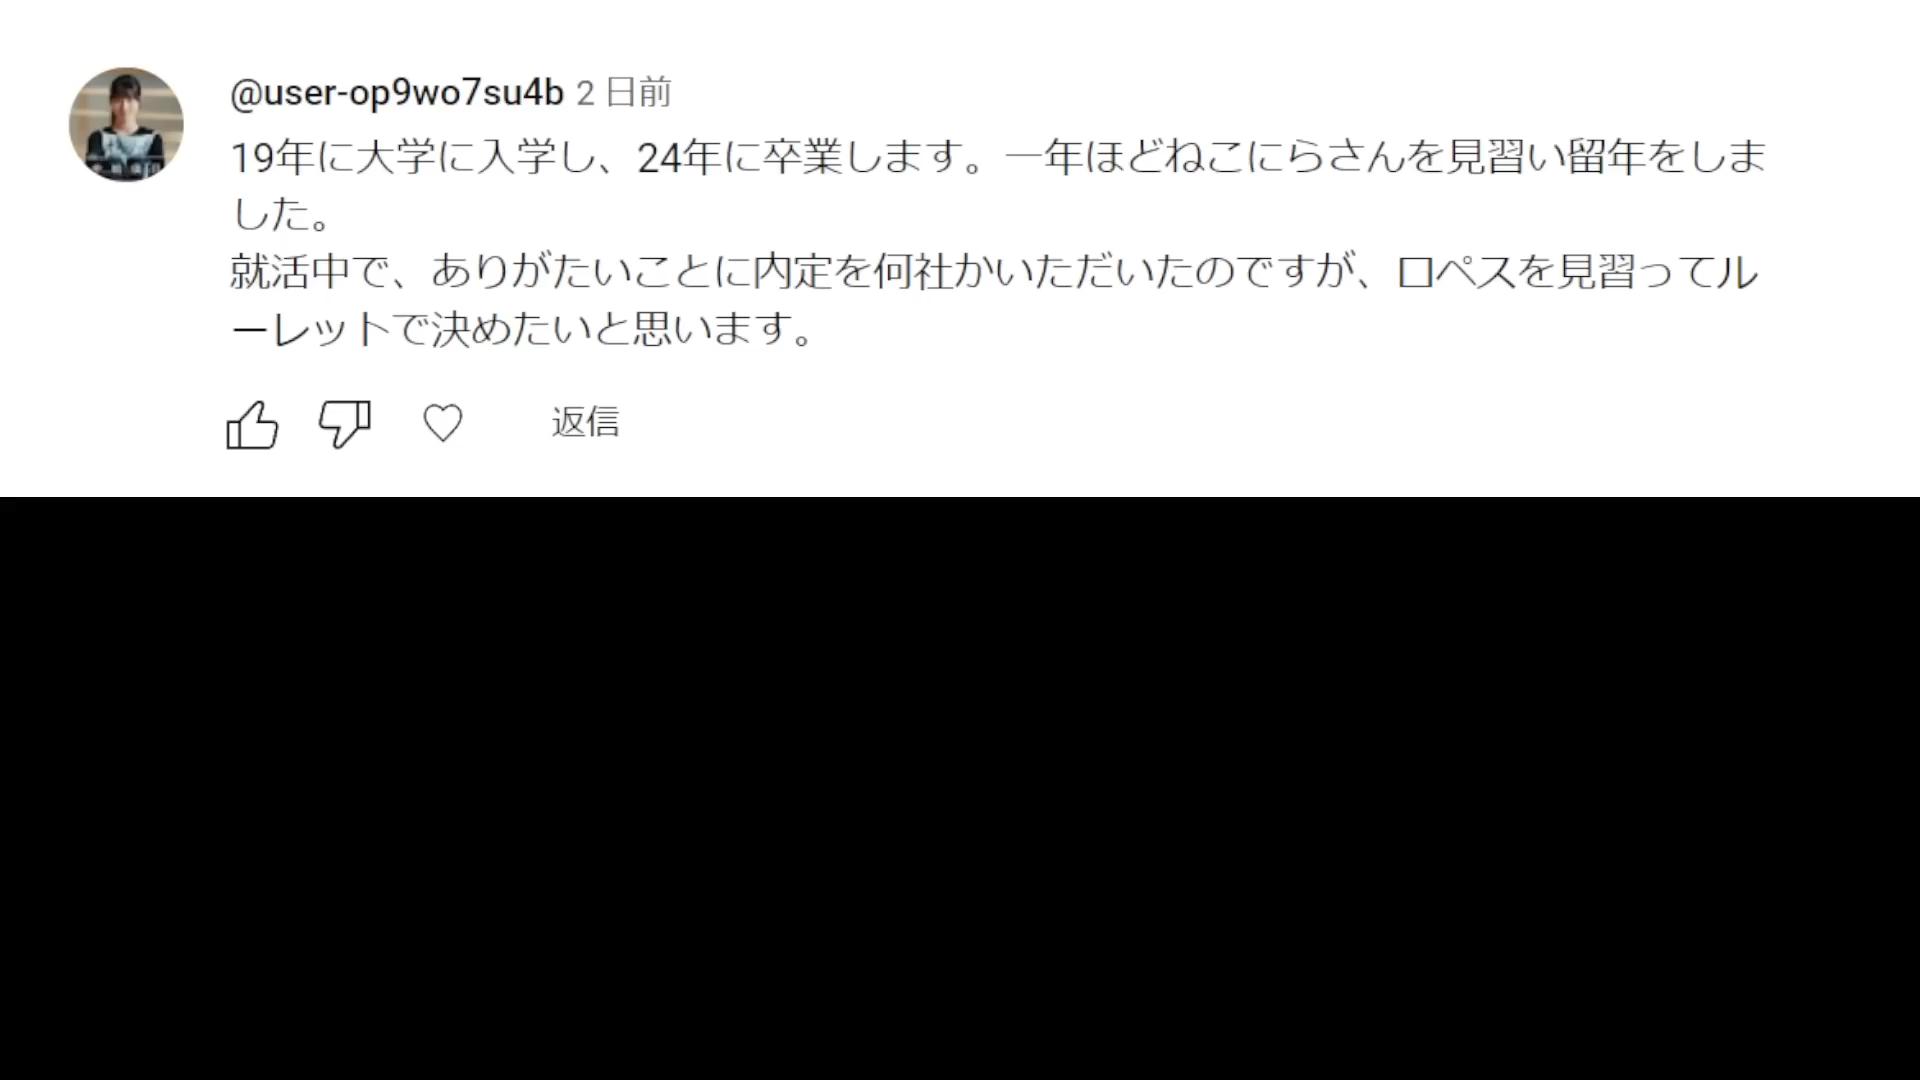 @user-op9wo7su4b 2 日前
19年に大学に入学し、24年に卒業します。一年ほどねこにらさんを見習い留年をしま
した。
就活中で、ありがたいことに内定を何社かいただいたのですが、ロペスを見習ってル
ーレットで決めたいと思います。
返信